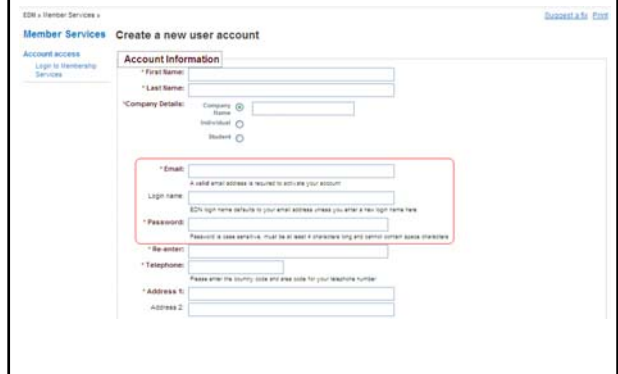 EDN » Member Services »
Suggest a fix Print
Member Services
Create a new user account
Account access
Login to Membership
Services
Account Information
* First Name:
* Last Name:
*Company Details:
Company
Name
Individual
Student
* Email:
A valid email address is required to activate your account
Login name:
EDN login name defaults to your email address unless you enter a new login name here
* Password:
Password is case sensitive, must be at least 4 characters long and cannot contain space characters
* Re-enter:
* Telephone:
Please enter the country code and area code for your telephone number
* Address 1:
Address 2: